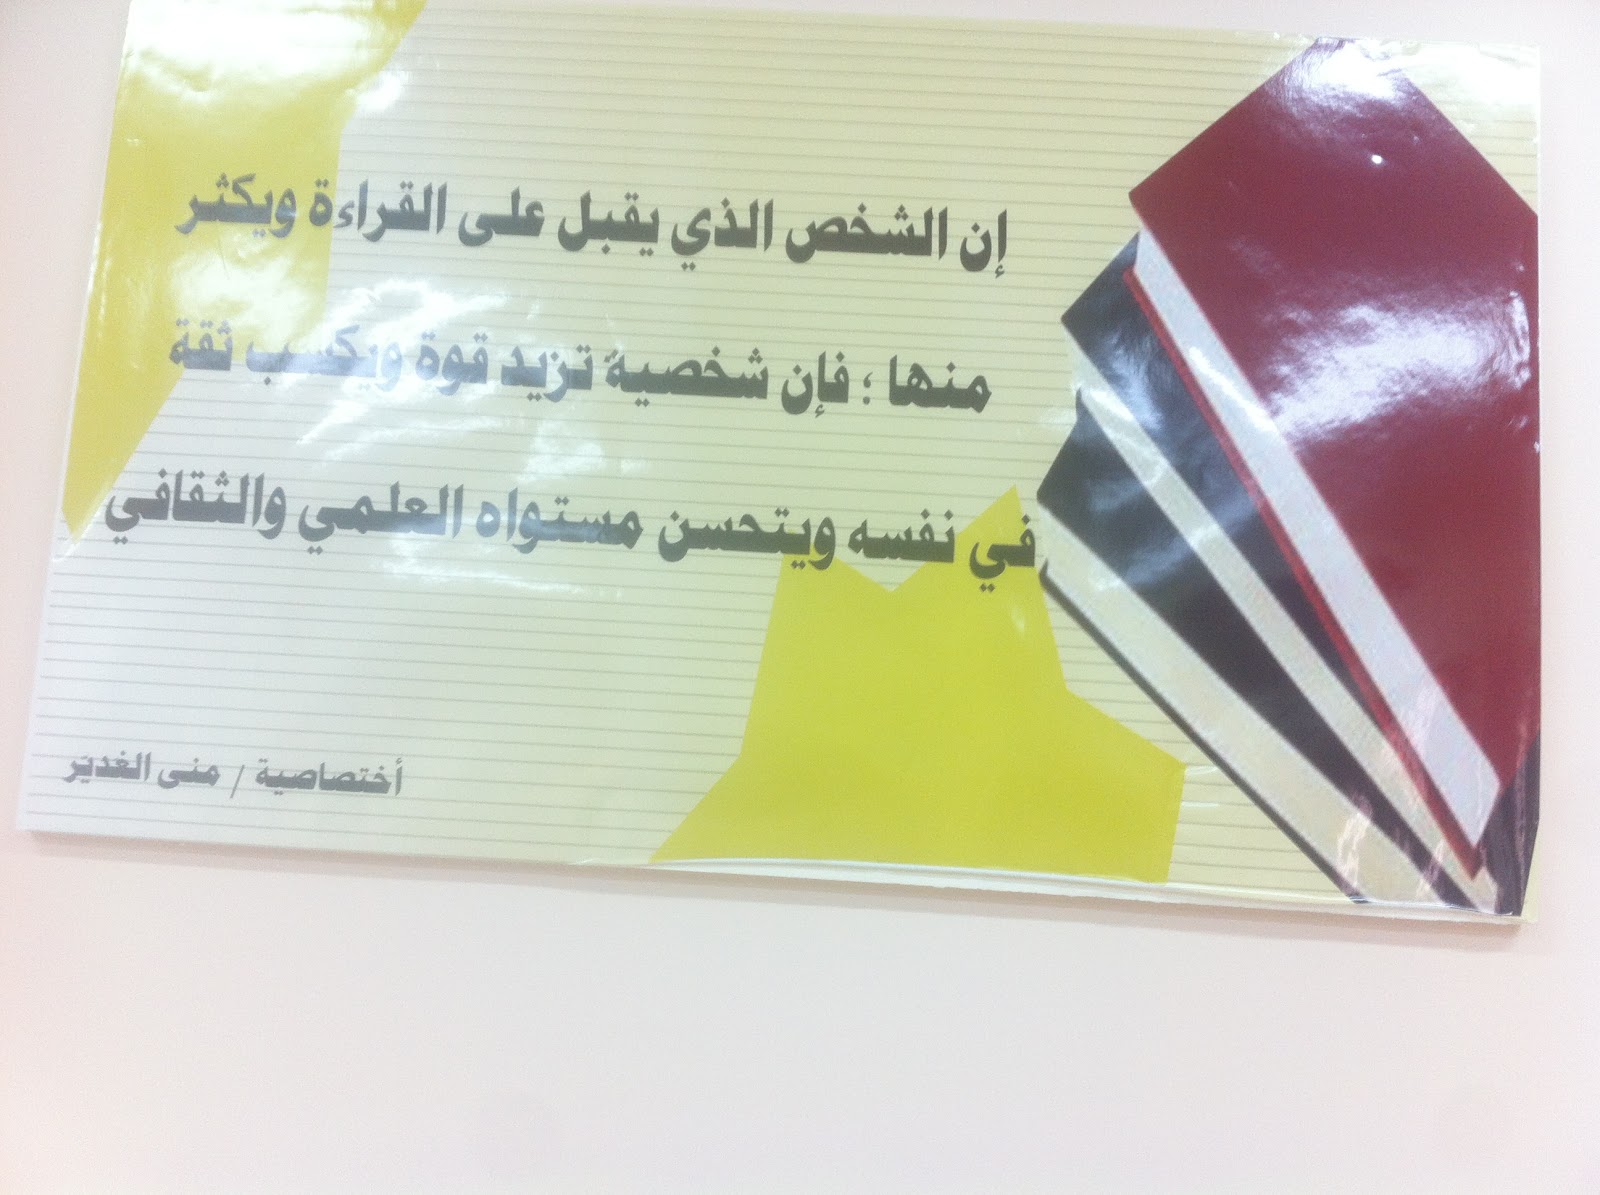 إن الشخص الذي يقبل على القراءة ويكثر
منها ؛ فإن شخصية تزيد قوة ويكسب ثقة
في نفسه ويتحسن مستواه العلمي والثقافي
أختصاصية / منى الغدير